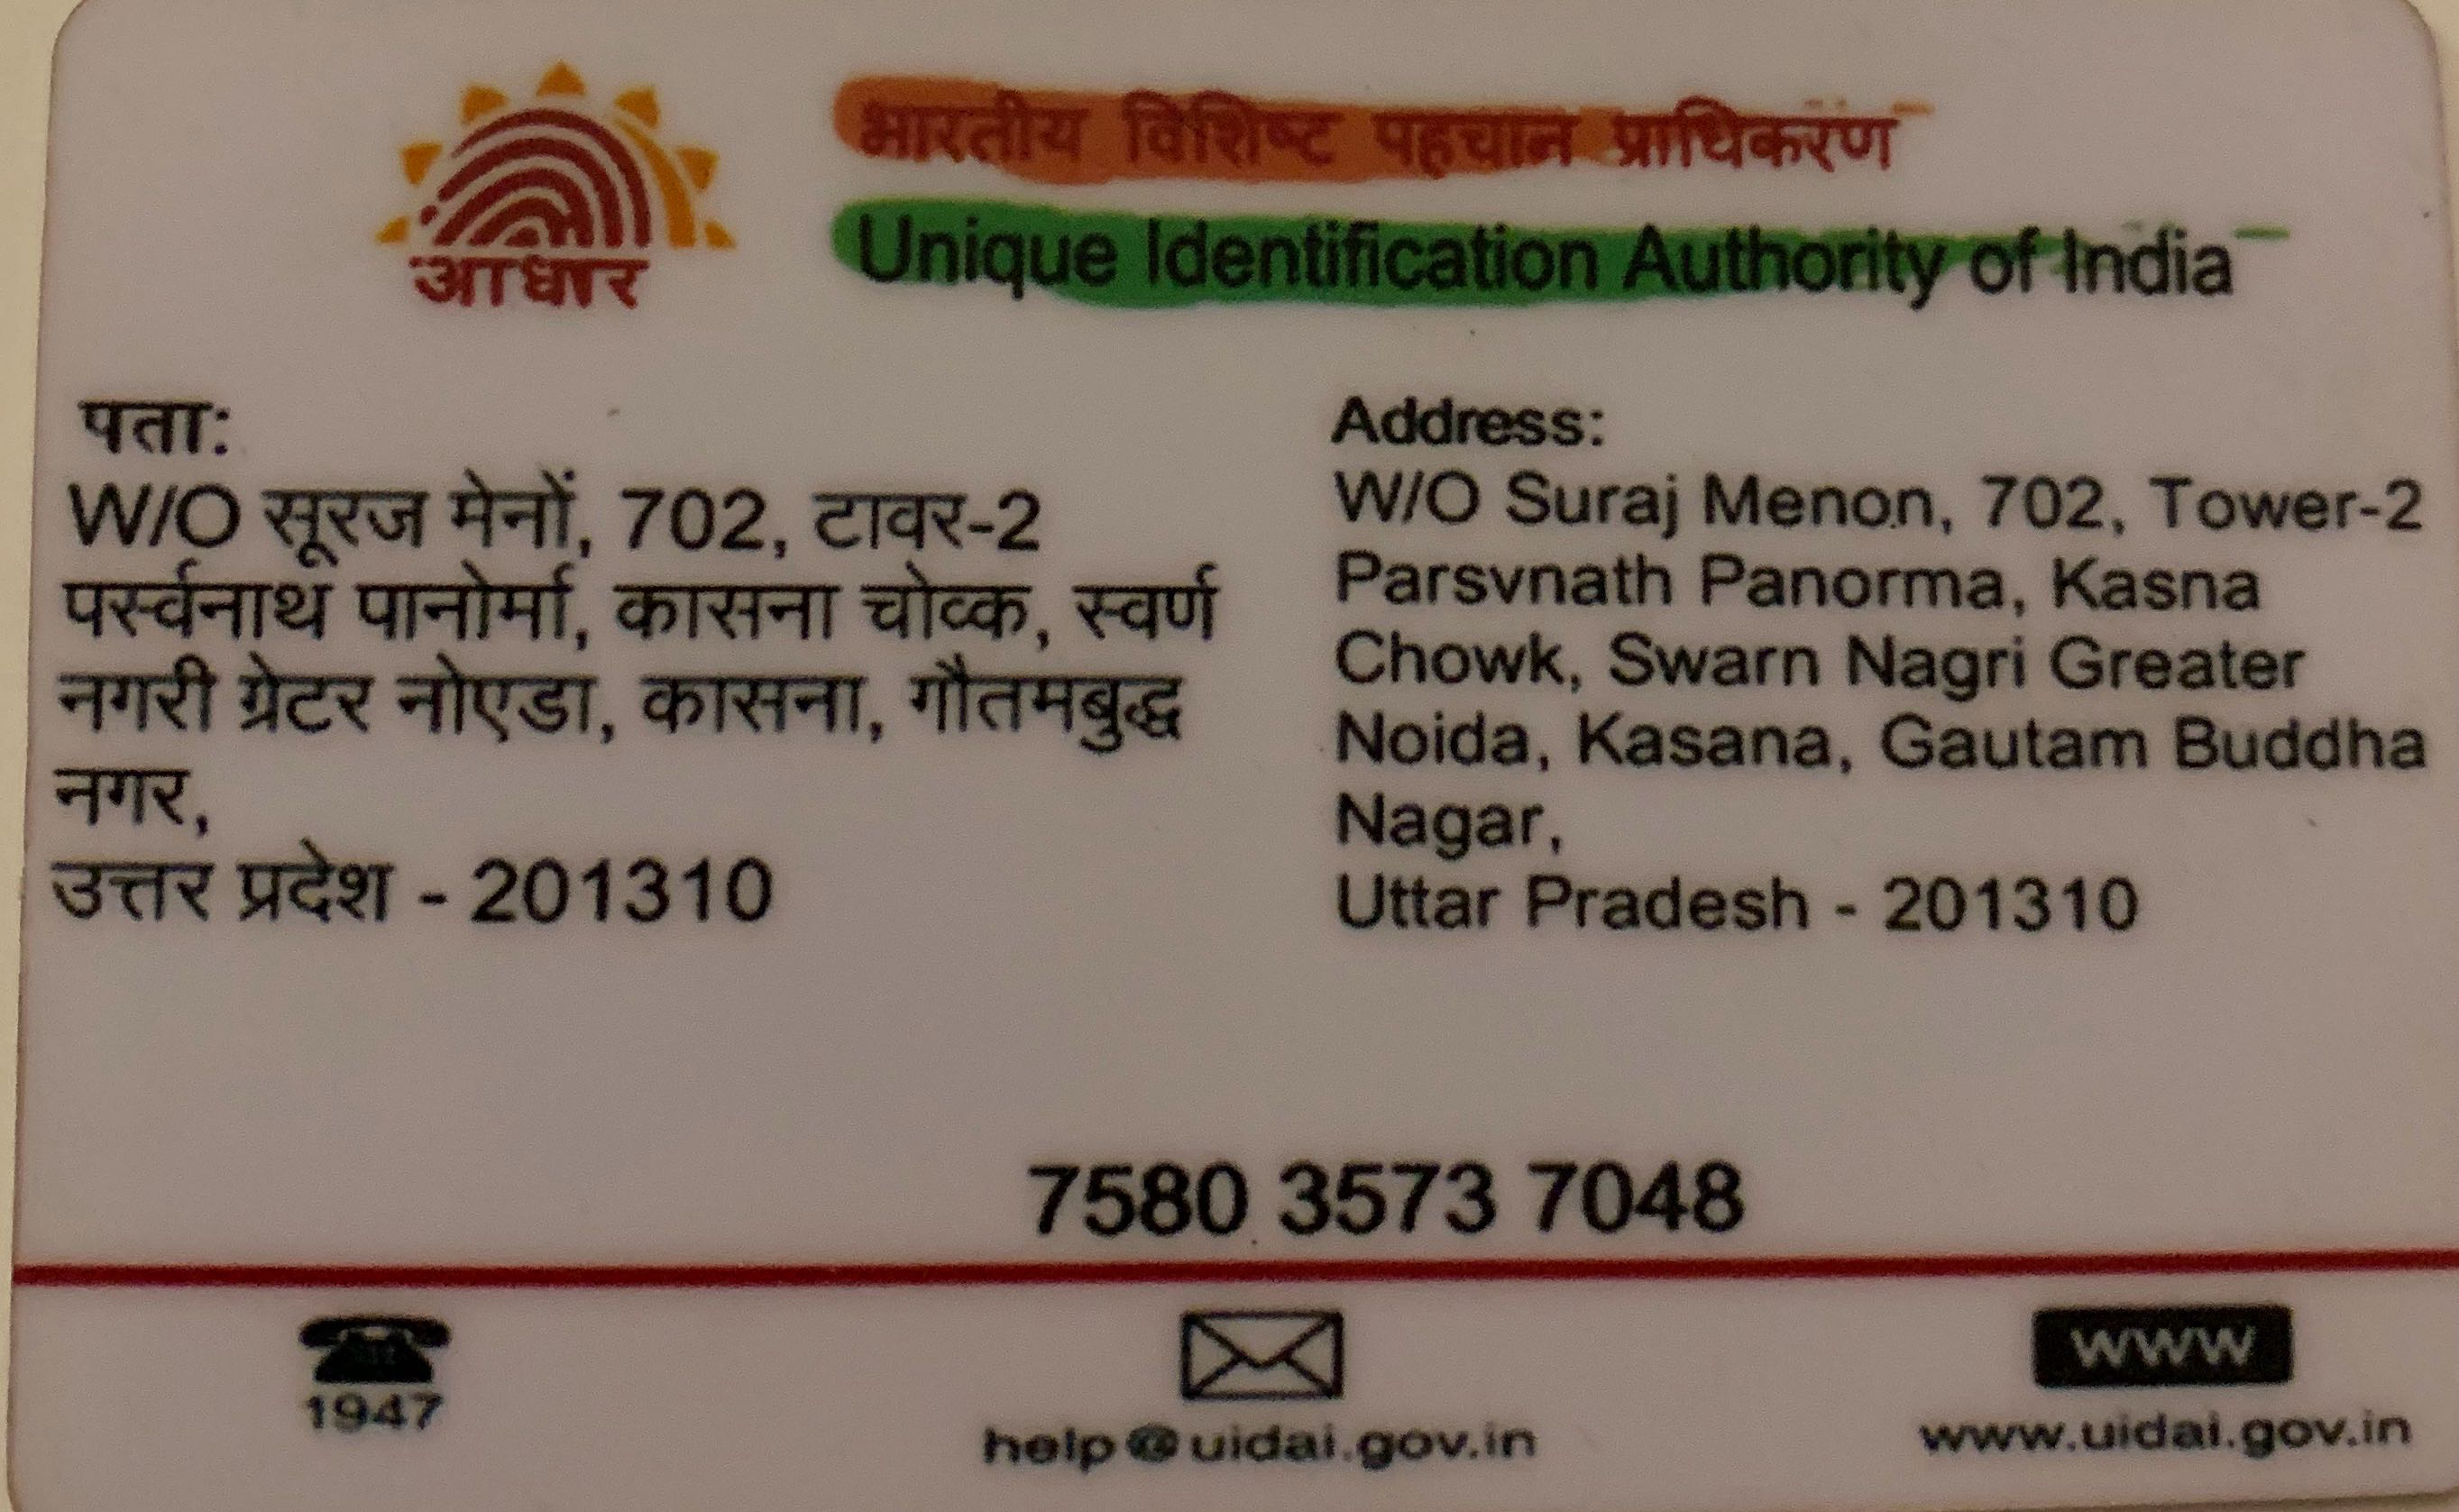 आधार
भारतीय विशिष्ट पहचान प्राधिकरण
Unique Identification Authority of India
पता:
W/O सूरज मेनों, 702, टावर-2
पर्स्वनाथ पानोर्मा, कासना चोव्क, स्वर्ण
नगरी ग्रेटर नोएडा, कासना, गौतमबुद्ध
नगर,
उत्तर प्रदेश - 201310
Address:
W/O Suraj Menon, 702, Tower-2
Parsvnath Panorma, Kasna
Chowk, Swarn Nagri Greater
Noida, Kasana, Gautam Buddha
Nagar,
Uttar Pradesh - 201310
7580 3573 7048
1947
help@uidai.gov.in
www
www.uidai.gov.in